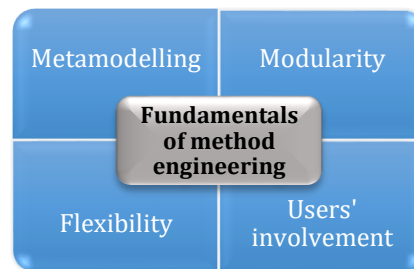 Metamodelling
Modularity
Fundamentals
of method
engineering
Flexibility
Users'
involvement